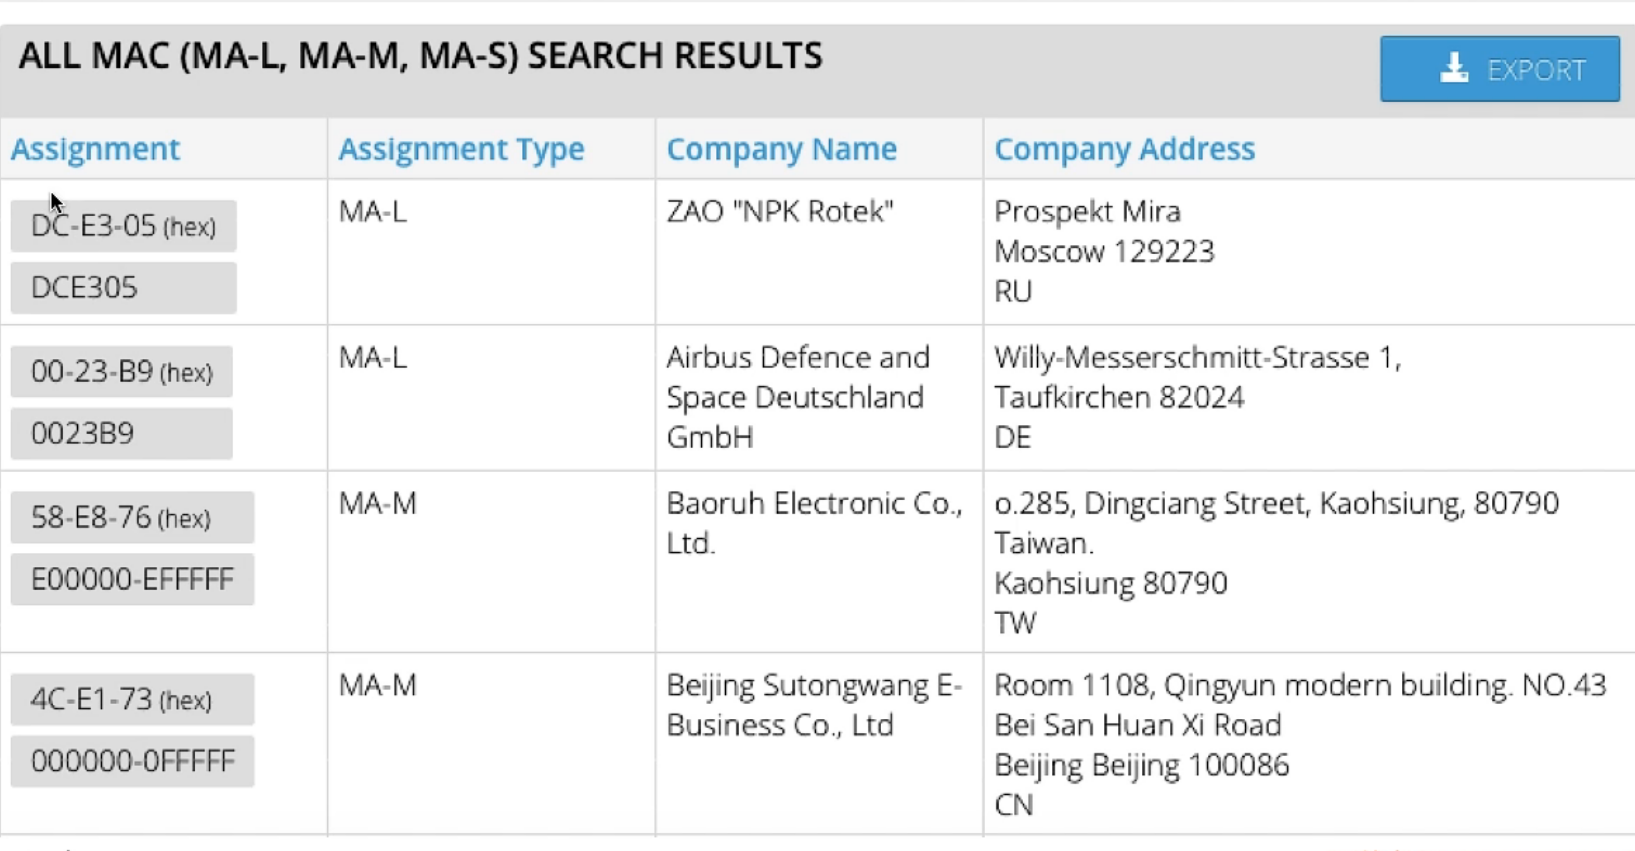 ALL MAC (MA-L, MA-M, MA-S) SEARCH RESULTS
EXPORT
Assignment
Assignment Type
Company Name
Company Address
DC-E3-05 (hex)
DCE305
MA-L
ZAO "NPK Rotek"
Prospekt Mira
Moscow 129223
RU
00-23-B9 (hex)
0023B9
MA-L
Airbus Defence and
Space Deutschland
GmbH
Willy-Messerschmitt-Strasse 1,
Taufkirchen 82024
DE
58-E8-76 (hex)
E00000-EFFFFF
MA-M
Baoruh Electronic Co.,
Ltd.
o.285, Dingciang Street, Kaohsiung, 80790
Taiwan.
Kaohsiung 80790
TW
4C-E1-73 (hex)
000000-0FFFFF
MA-M
Beijing Sutongwang E-
Business Co., Ltd
Room 1108, Qingyun modern building. NO.43
Bei San Huan Xi Road
Beijing Beijing 100086
CN